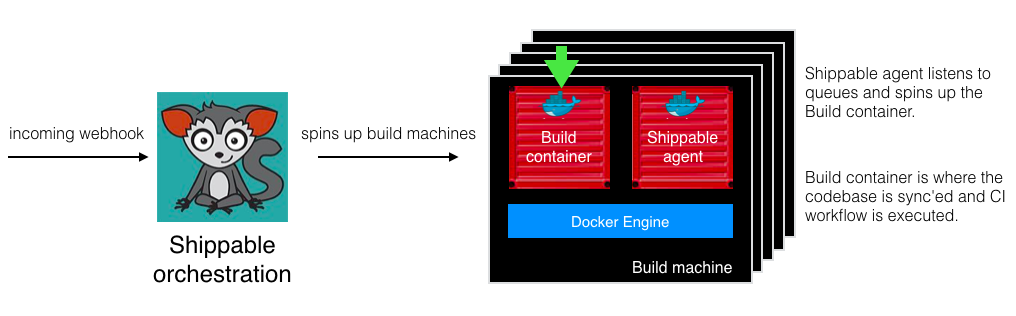 incoming webhook
Shippable
orchestration
spins up build machines
Build
container
Shippable
agent
Docker Engine
Build machine
Shippable agent listens to
queues and spins up the
Build container.
Build container is where the
codebase is sync'ed and CI
workflow is executed.